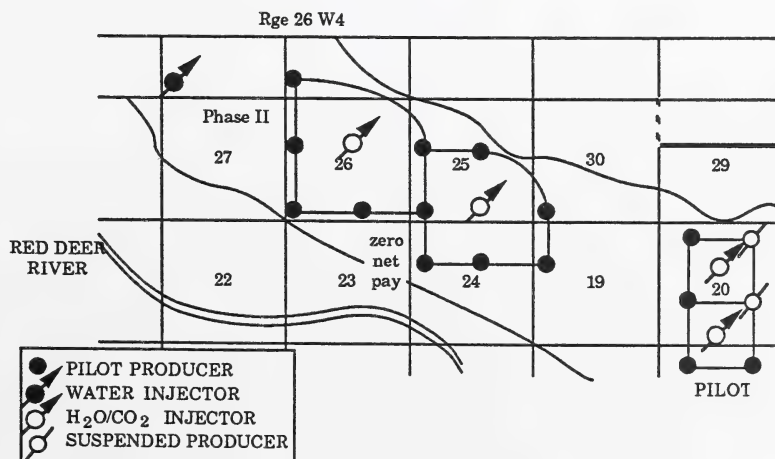 Rge 26 W4
Phase II
27
26
25
30
29
RED DEER
RIVER
22
23
zero
net
pay
24
19
20
PILOT
PILOT PRODUCER
WATER INJECTOR
H₂O/CO₂ INJECTOR
SUSPENDED PRODUCER